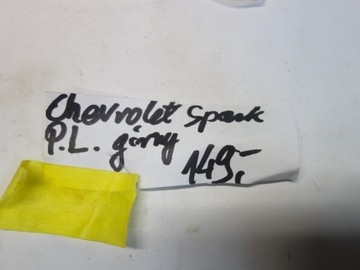 Chevrolet Spark
P.L. górny
149,-